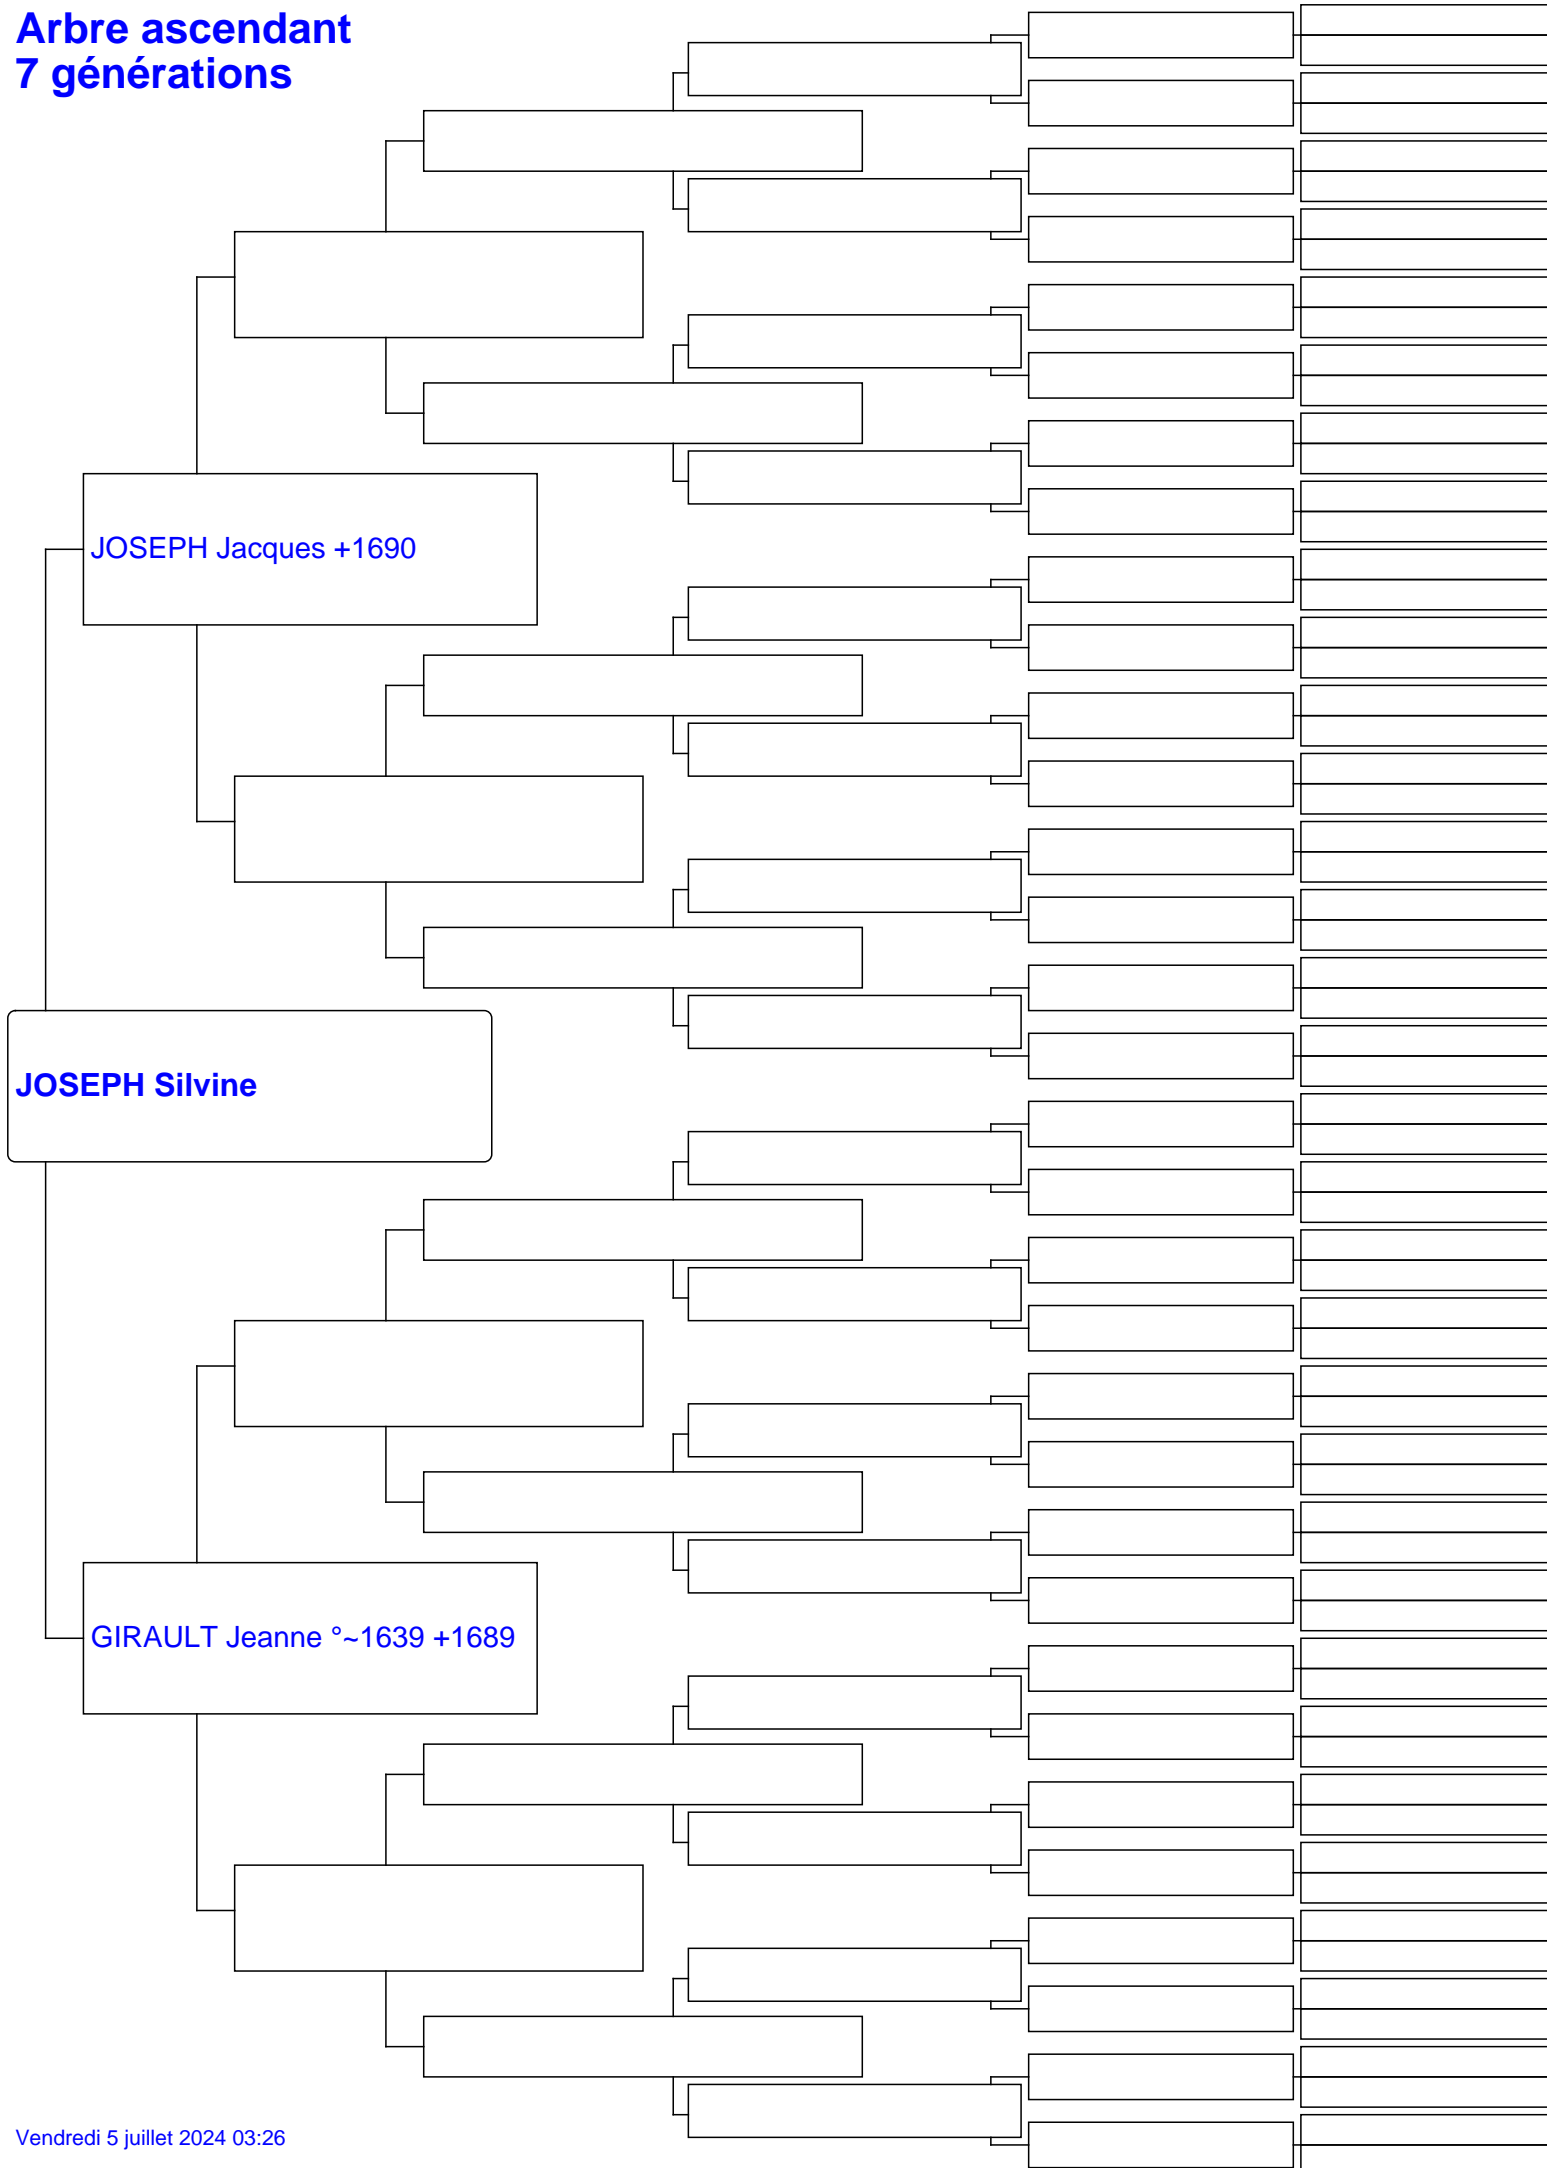 Arbre ascendant
7 générations
JOSEPH Jacques +1690
JOSEPH Silvine
GIRAULT Jeanne °~1639 +1689
Vendredi 5 juillet 2024 03:26